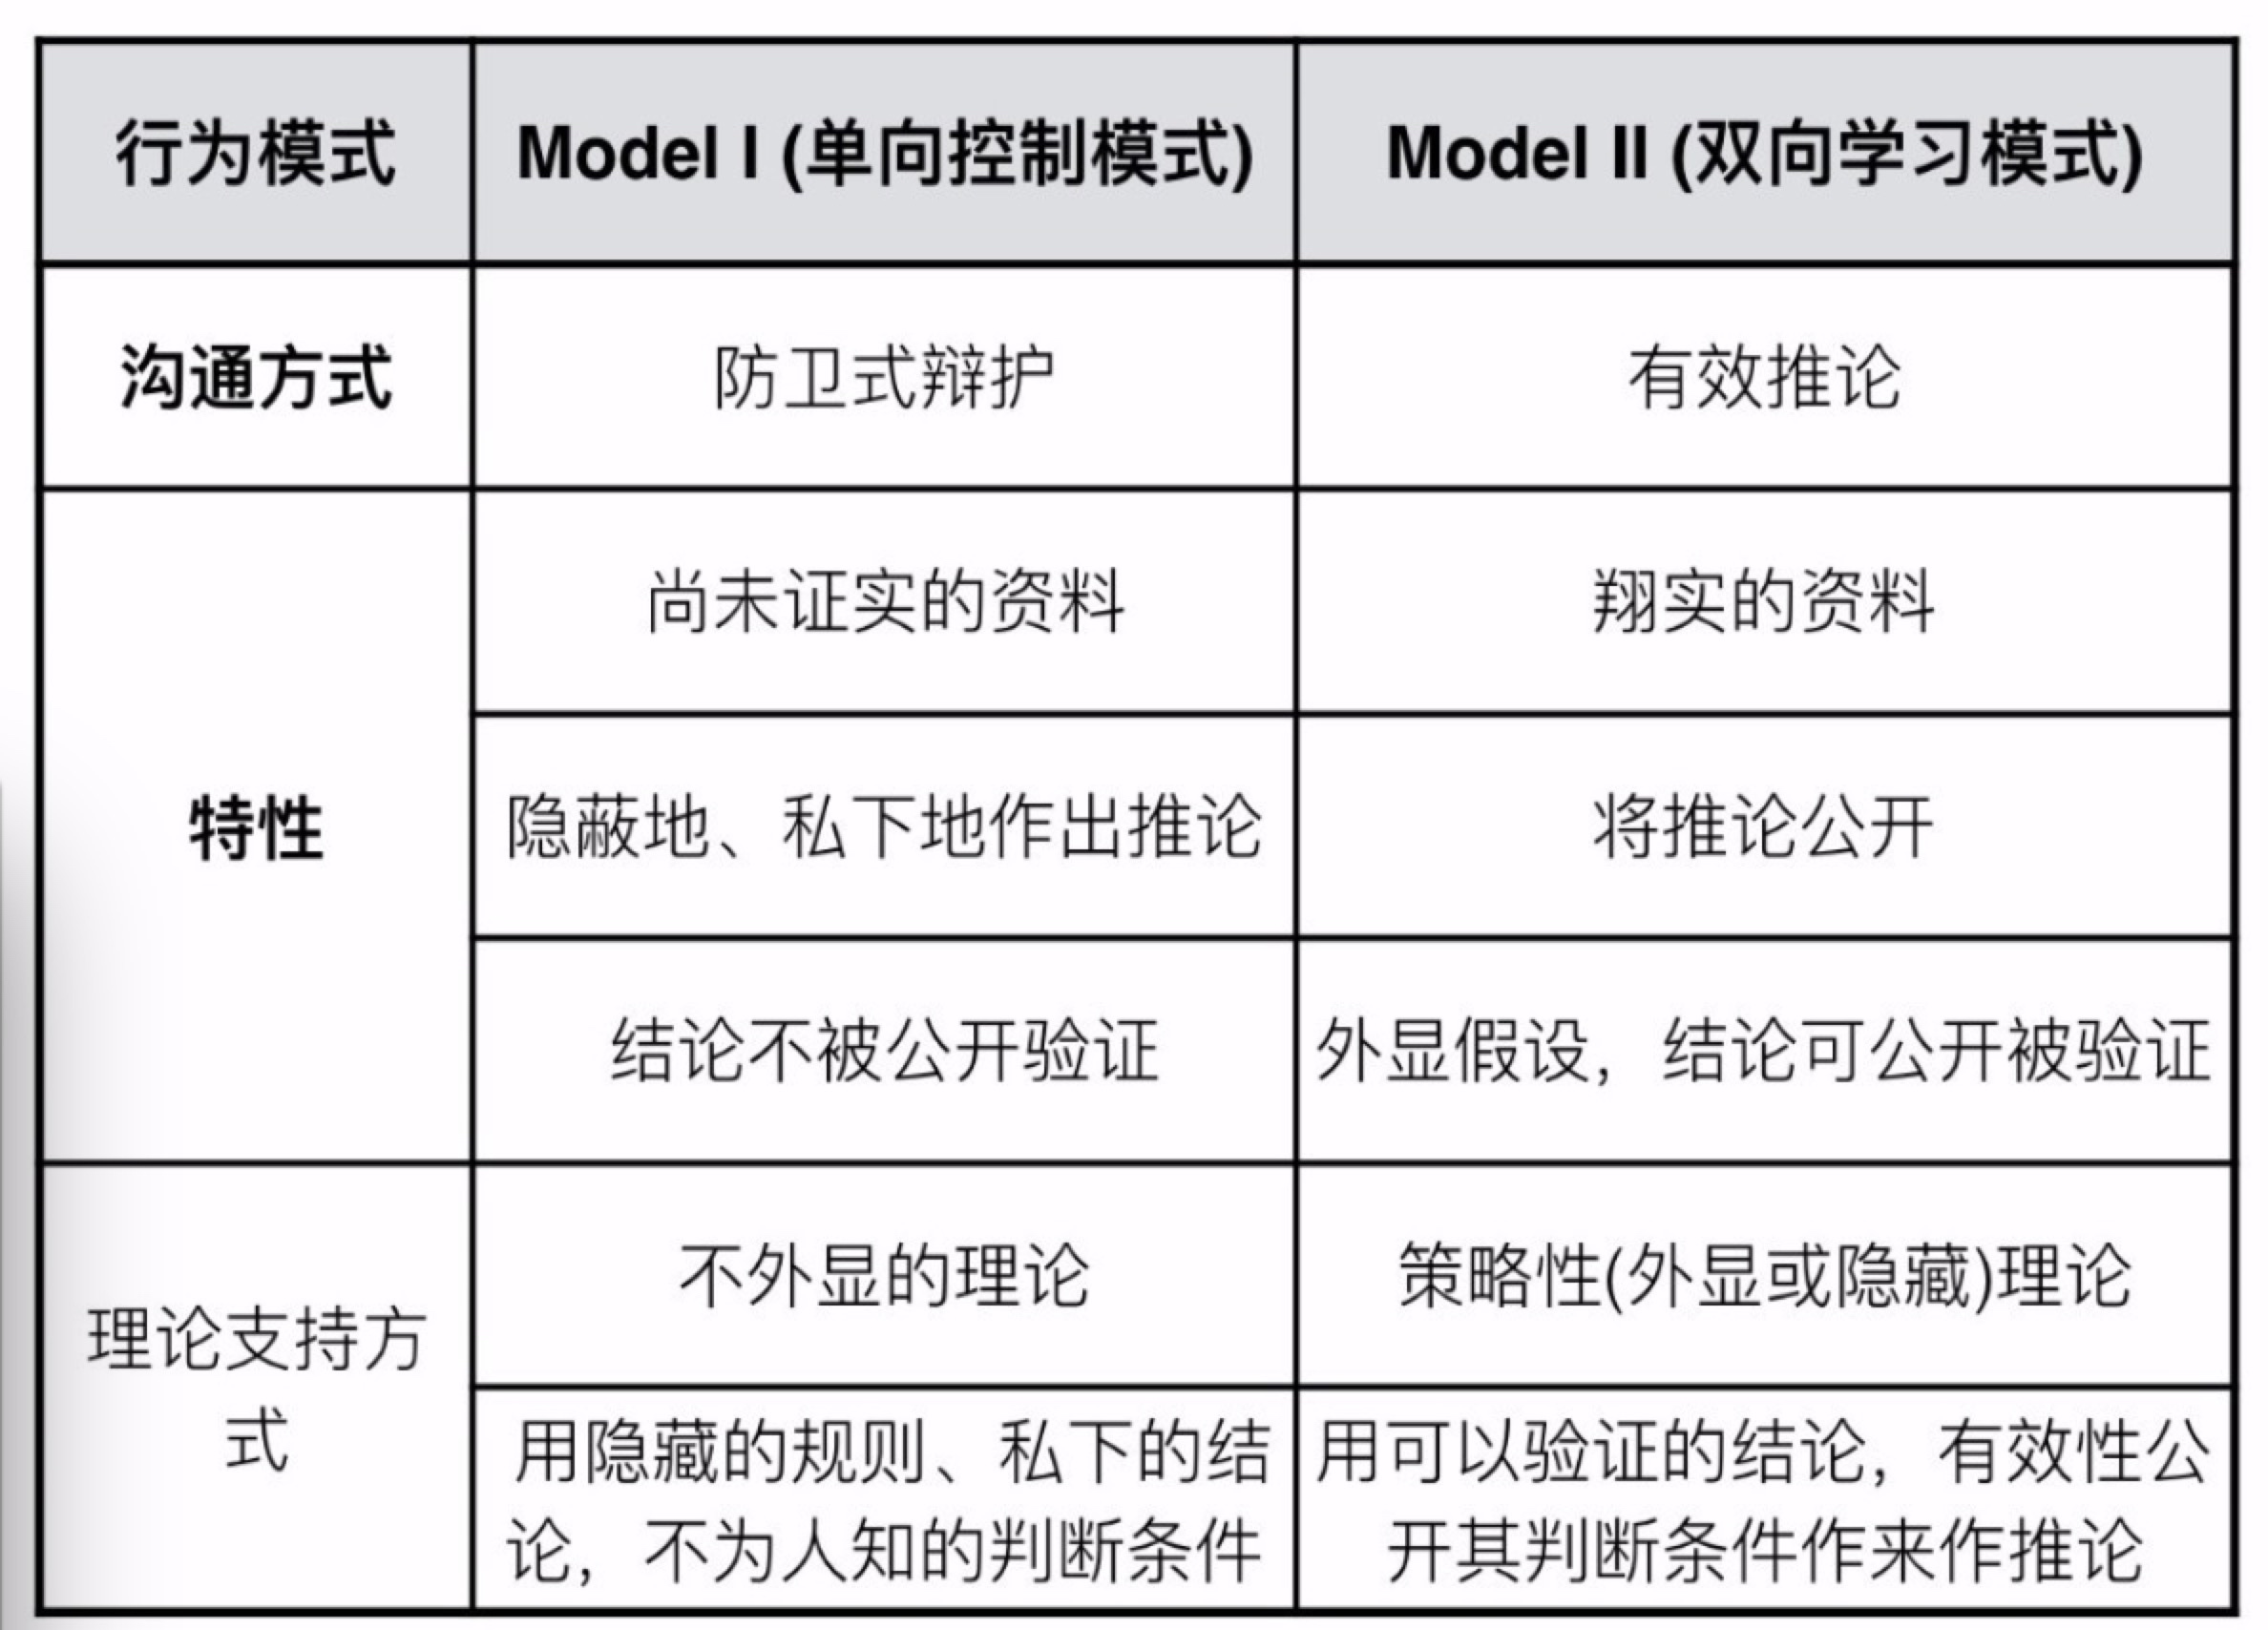 行为模式
Model I (单向控制模式)
Model II (双向学习模式)
沟通方式
防卫式辩护
有效推论
特性
尚未证实的资料
翔实的资料
隐蔽地、私下地作出推论
将推论公开
结论不被公开验证
外显假设，结论可公开被验证
理论支持方
式
不外显的理论
策略性(外显或隐藏)理论
用隐藏的规则、私下的结
论，不为人知的判断条件
用可以验证的结论，有效性公
开其判断条件作来作推论